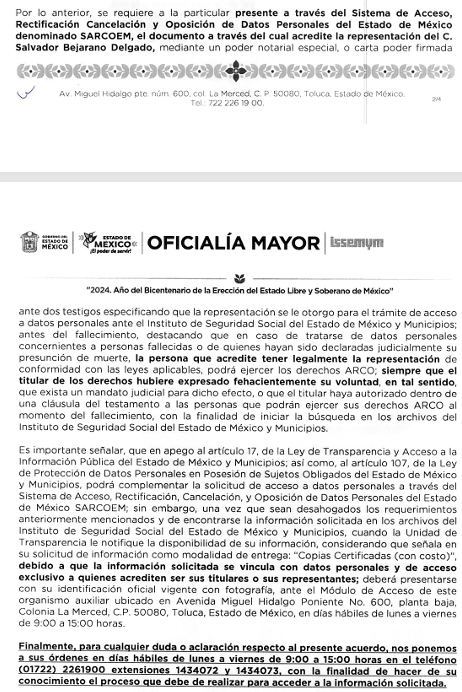 Por lo anterior, se requiere a la particular presente a través del Sistema de Acceso,
Rectificación Cancelación y Oposición de Datos Personales del Estado de México
denominado SARCOEM, el documento a través del cual acredite la representación del C.
Salvador Bejarano Delgado, mediante un poder notarial especial, o carta poder firmada
Av. Miguel Hidalgo pte. núm. 600, col. La Merced, C. P. 50080, Toluca, Estado de México.
Tel.: 722 226 19 00.
2/4
GOBIERNO DEL
ESTADO DE
MÉXICO
ESTADO DE
MÉXICO
¡El poder de servir!
OFICIALÍA MAYOR
issemym
"2024. Año del Bicentenario de la Erección del Estado Libre y Soberano de México"
ante dos testigos especificando que la representación se le otorgo para el trámite de acceso
a datos personales ante el Instituto de Seguridad Social del Estado de México y Municipios;
antes del fallecimiento, destacando que en caso de tratarse de datos personales
concernientes a personas fallecidas o de quienes hayan sido declaradas judicialmente su
presunción de muerte, la persona que acredite tener legalmente la representación de
conformidad con las leyes aplicables, podrá ejercer los derechos ARCO; siempre que el
titular de los derechos hubiere expresado fehacientemente su voluntad, en tal sentido,
que exista un mandato judicial para dicho efecto, o que el titular haya autorizado dentro de
una cláusula del testamento a las personas que podrán ejercer sus derechos ARCO al
momento del fallecimiento, con la finalidad de iniciar la búsqueda en los archivos del
Instituto de Seguridad Social del Estado de México y Municipios.
Es importante señalar, que en apego al artículo 17, de la Ley de Transparencia y Acceso a la
Información Pública del Estado de México y Municipios; así como, al artículo 107, de la Ley
de Protección de Datos Personales en Posesión de Sujetos Obligados del Estado de México
y Municipios, podrá complementar la solicitud de acceso a datos personales a través del
Sistema de Acceso, Rectificación, Cancelación, y Oposición de Datos Personales del Estado
de México SARCOEM; sin embargo, una vez que sean desahogados los requerimientos
anteriormente mencionados y de encontrarse la información solicitada en los archivos del
Instituto de Seguridad Social del Estado de México y Municipios, cuando la Unidad de
Transparencia le notifique la disponibilidad de su información, considerando que señala en
su solicitud de información como modalidad de entrega: "Copias Certificadas (con costo)",
debido a que la información solicitada se vincula con datos personales y de acceso
exclusivo a quienes acrediten ser sus titulares o sus representantes; deberá presentarse
con su identificación oficial vigente con fotografía, ante el Módulo de Acceso de este
organismo auxiliar ubicado en Avenida Miguel Hidalgo Poniente No. 600, planta baja,
Colonia La Merced, C.P. 50080, Toluca, Estado de México, en días hábiles de lunes a viernes
de 9:00 a 15:00 horas.
Finalmente, para cualquier duda o aclaración respecto al presente acuerdo, nos ponemos
a sus órdenes en días hábiles de lunes a viernes de 9:00 a 15:00 horas en el teléfono
(01722) 2261900 extensiones 1434072 y 1434073, con la finalidad de hacer de su
conocimiento el proceso que debe de realizar para acceder a la información solicitada.